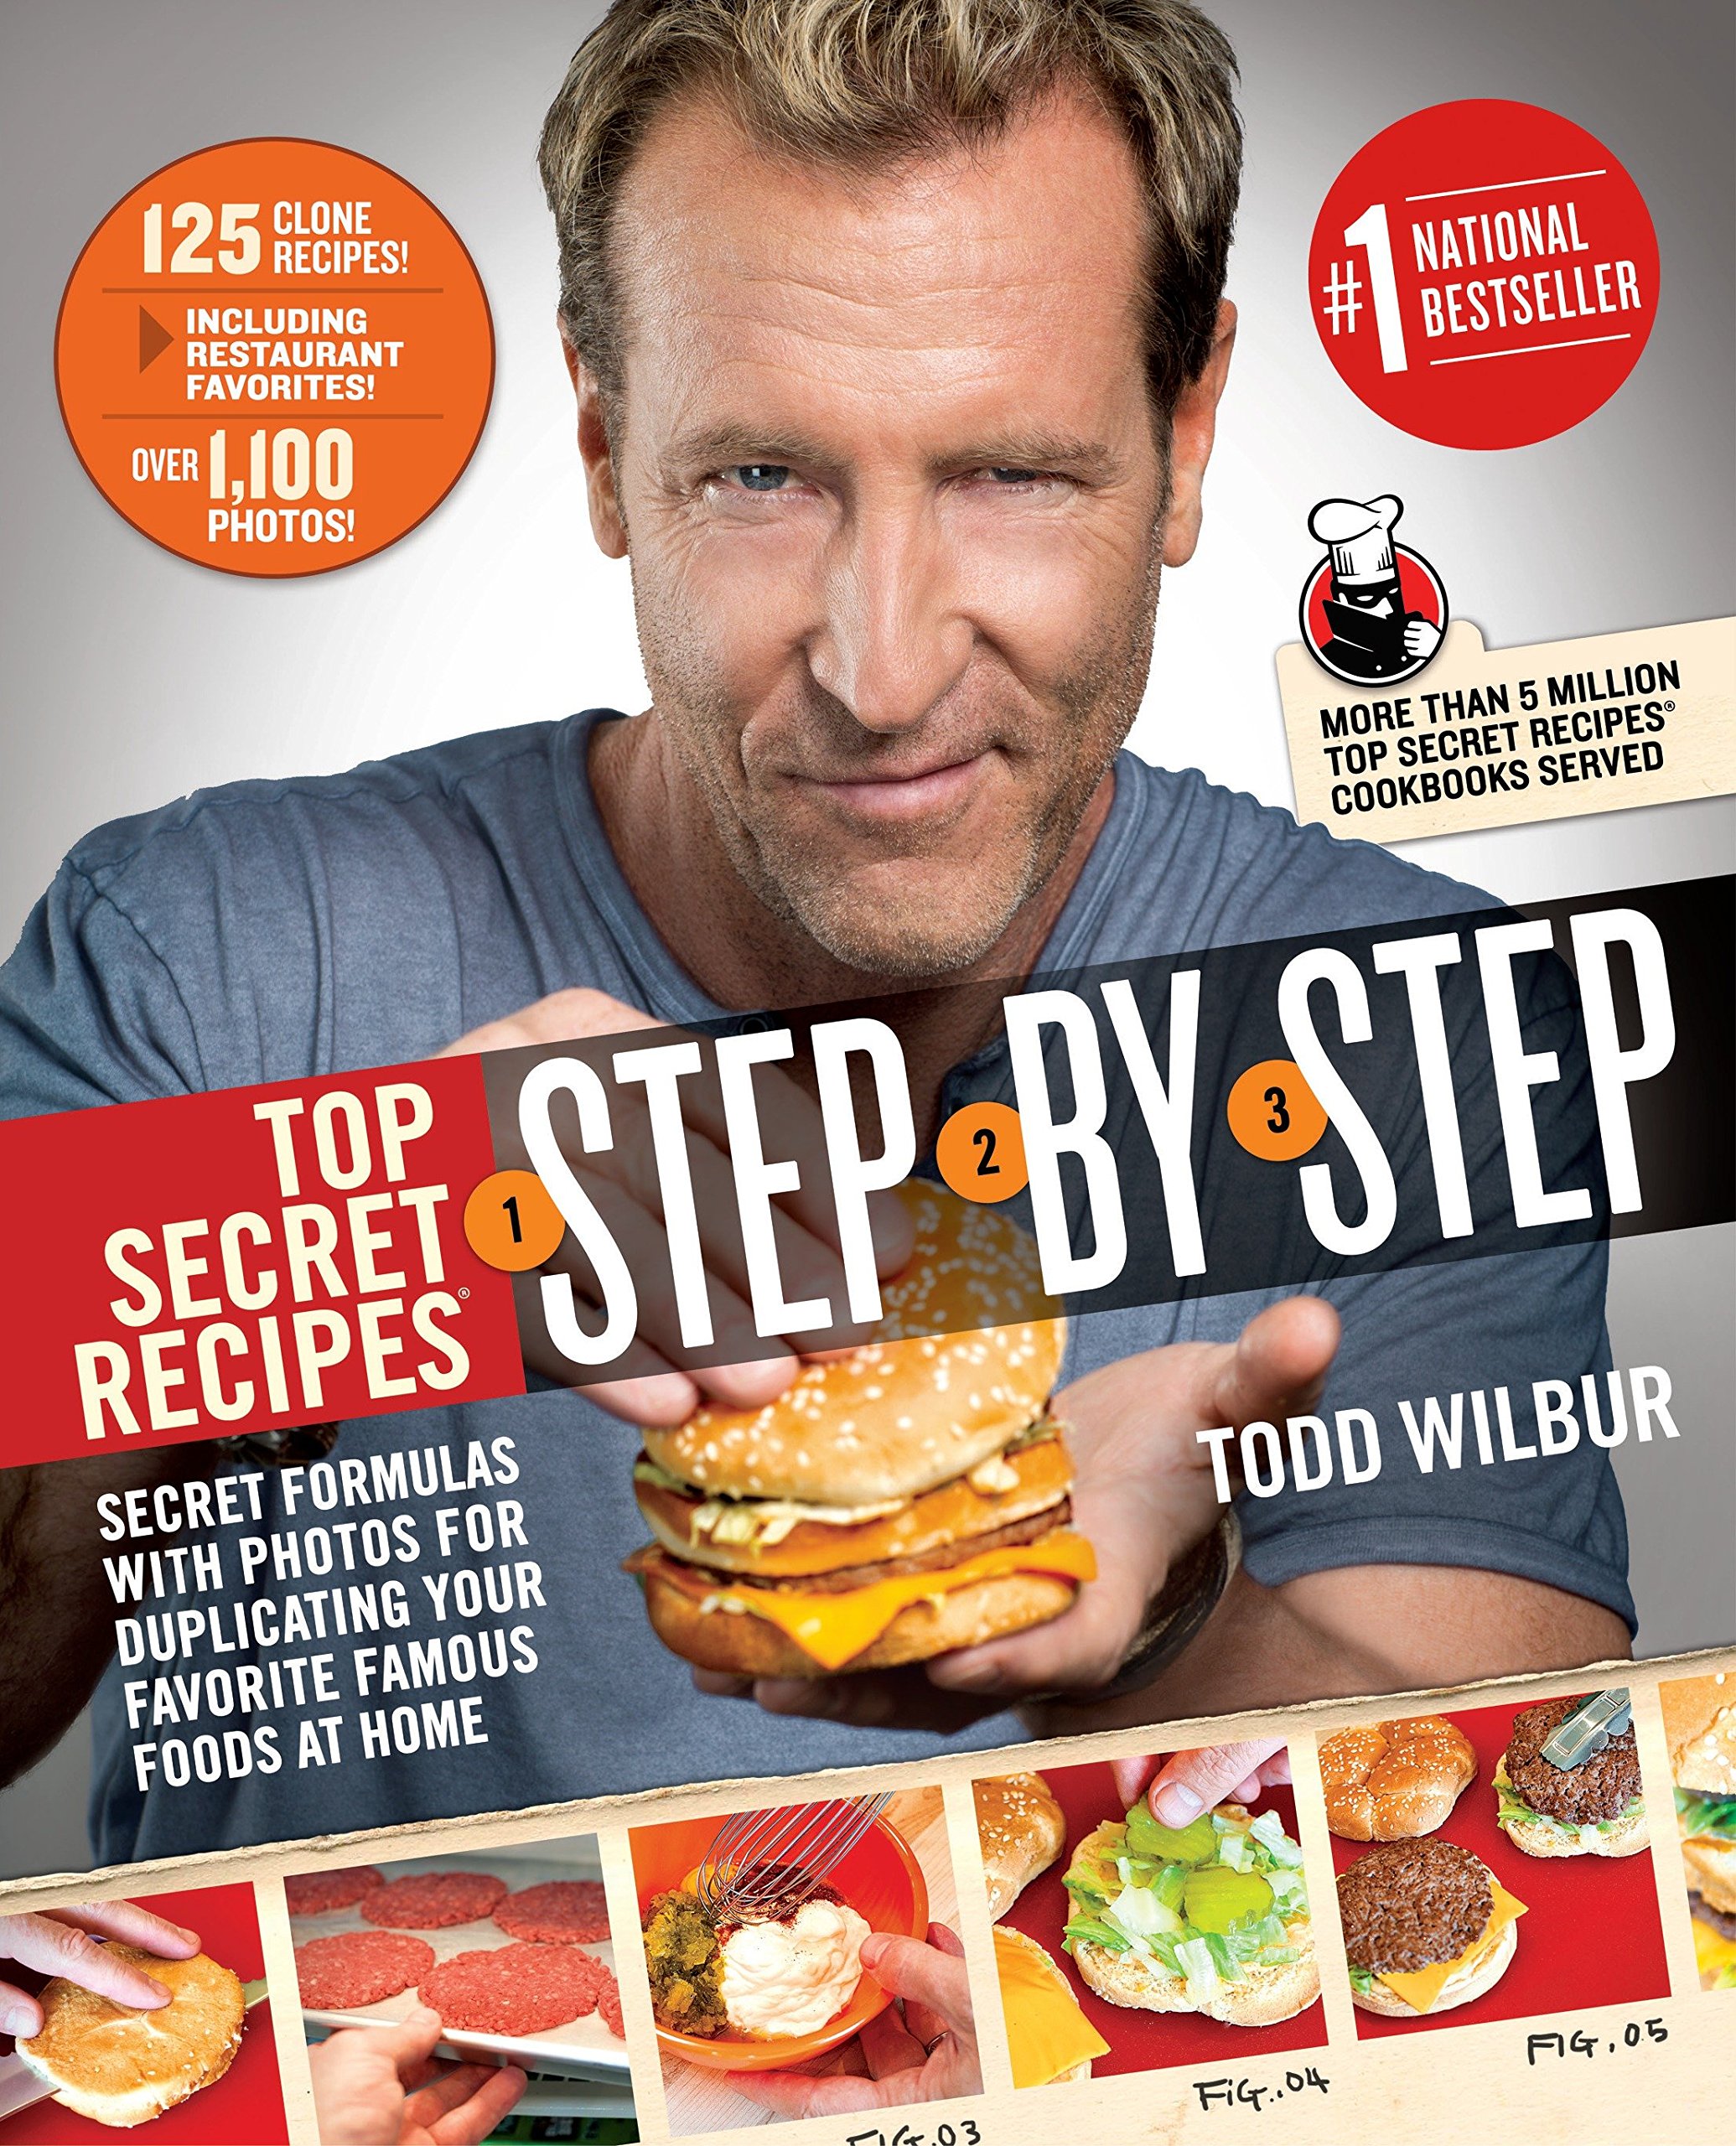 125 CLONE
RECIPES!
INCLUDING
RESTAURANT
FAVORITES!
OVER 1,100
PHOTOS!
#1 NATIONAL
BESTSELLER
MORE THAN 5 MILLION
TOP SECRET RECIPES®
COOKBOOKS SERVED
TOP
SECRET
RECIPES®
1 STEP 2 BY 3 STEP
TODD WILBUR
SECRET FORMULAS
WITH PHOTOS FOR
DUPLICATING YOUR
FAVORITE FAMOUS
FOODS AT HOME
FIG.03
FIG.04
FIG.05